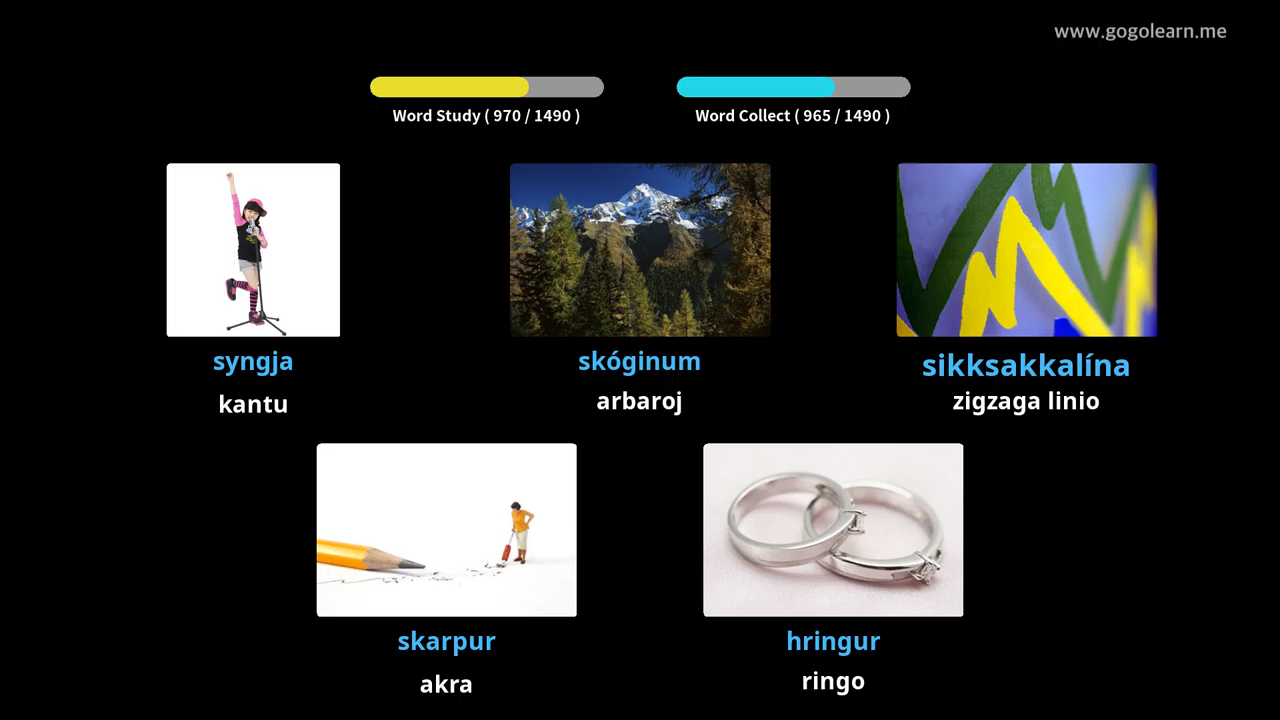 www.gogolearn.me
Word Study ( 970 / 1490 )
Word Collect ( 965 / 1490 )
syngja
kantu
skóginum
arbaroj
sikksakkalína
zigzaga linio
skarpur
akra
hringur
ringo